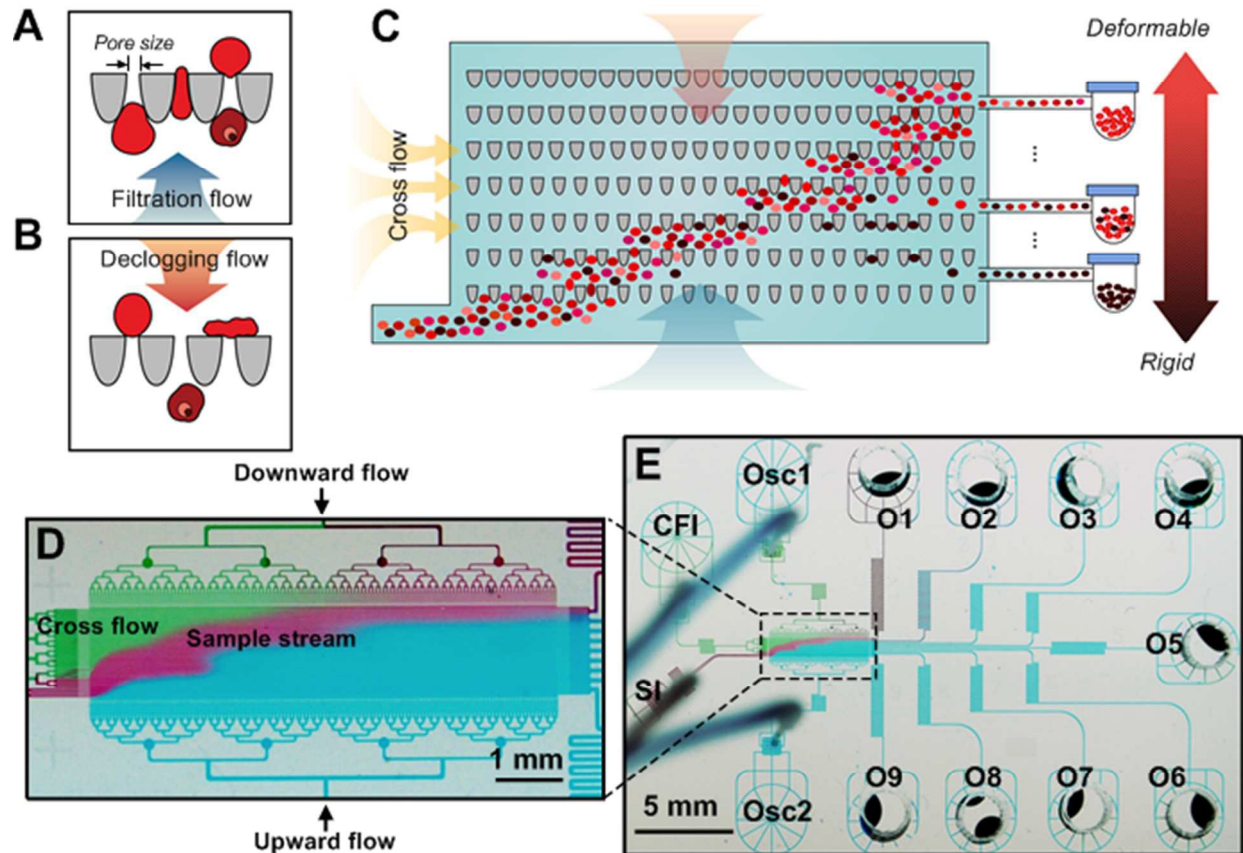 A
Pore size
Filtration flow
B
Declogging flow
C
Cross flow
Deformable
...
...
Rigid
Downward flow
D
Cross flow
Sample stream
1 mm
Upward flow
E
Osc1
CFI
SI
Osc2
O1
O2
O3
O4
O5
O9
O8
O7
O6
5 mm